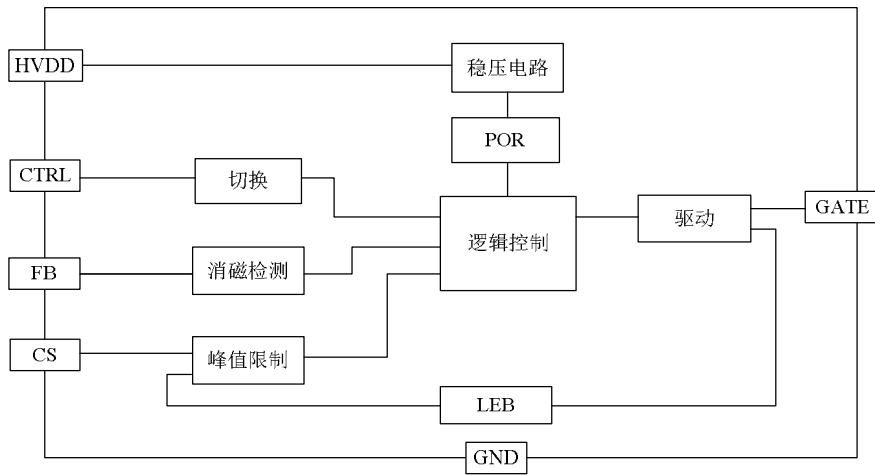 HVDD
稳压电路
POR
CTRL
切换
GATE
驱动
逻辑控制
FB
消磁检测
CS
峰值限制
LEB
GND